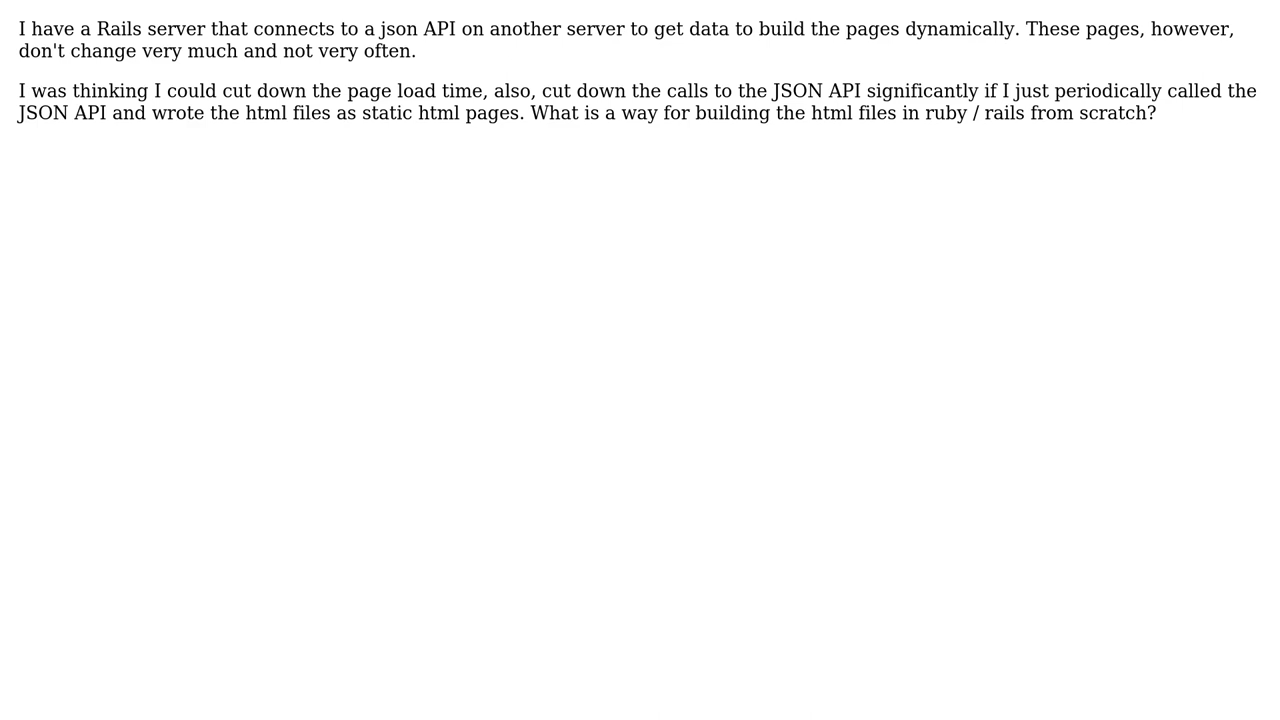 I have a Rails server that connects to a json API on another server to get data to build the pages dynamically. These pages, however,
don't change very much and not very often.
I was thinking I could cut down the page load time, also, cut down the calls to the JSON API significantly if I just periodically called the
JSON API and wrote the html files as static html pages. What is a way for building the html files in ruby / rails from scratch?